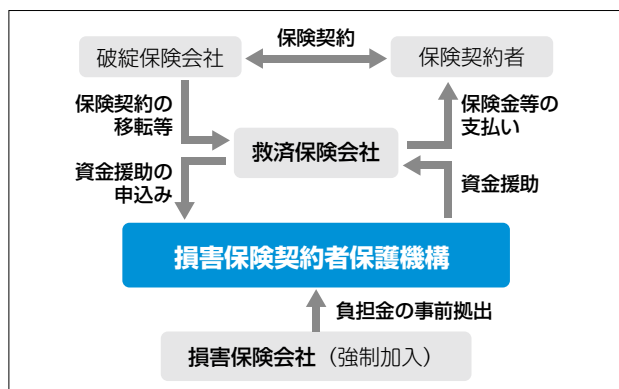 保険契約
破綻保険会社
保険契約者
保険契約の
移転等
保険金等の
支払い
救済保険会社
資金援助の
申込み
資金援助
損害保険契約者保護機構
負担金の事前拠出
損害保険会社（強制加入）